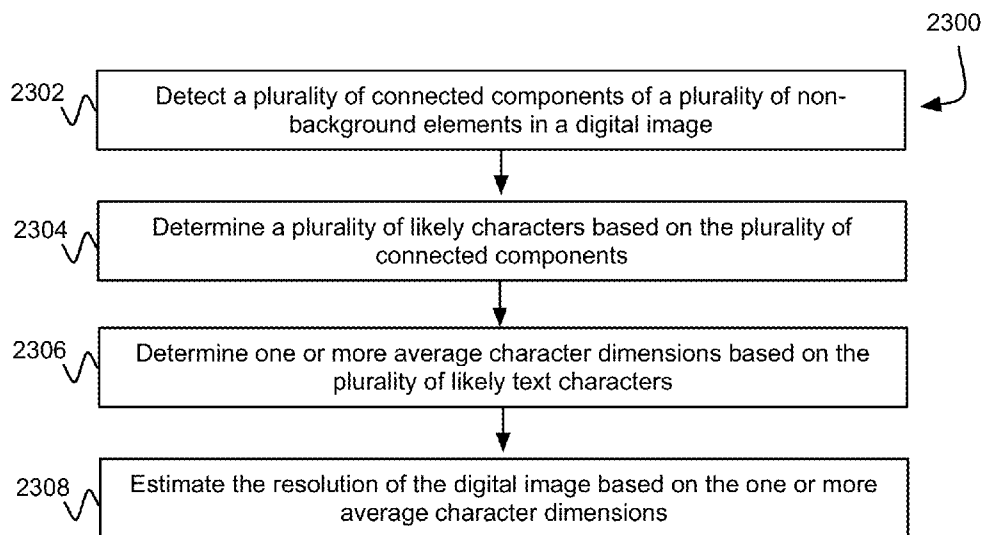 2300
2302
Detect a plurality of connected components of a plurality of non-
background elements in a digital image
2304
Determine a plurality of likely characters based on the plurality of
connected components
2306
Determine one or more average character dimensions based on the
plurality of likely text characters
2308
Estimate the resolution of the digital image based on the one or more
average character dimensions